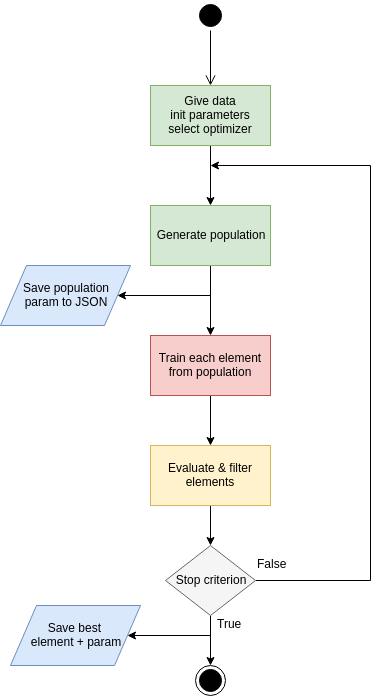 Give data
init parameters
select optimizer
Generate population
Save population
param to JSON
Train each element
from population
Evaluate & filter
elements
Stop criterion
False
True
Save best
element + param